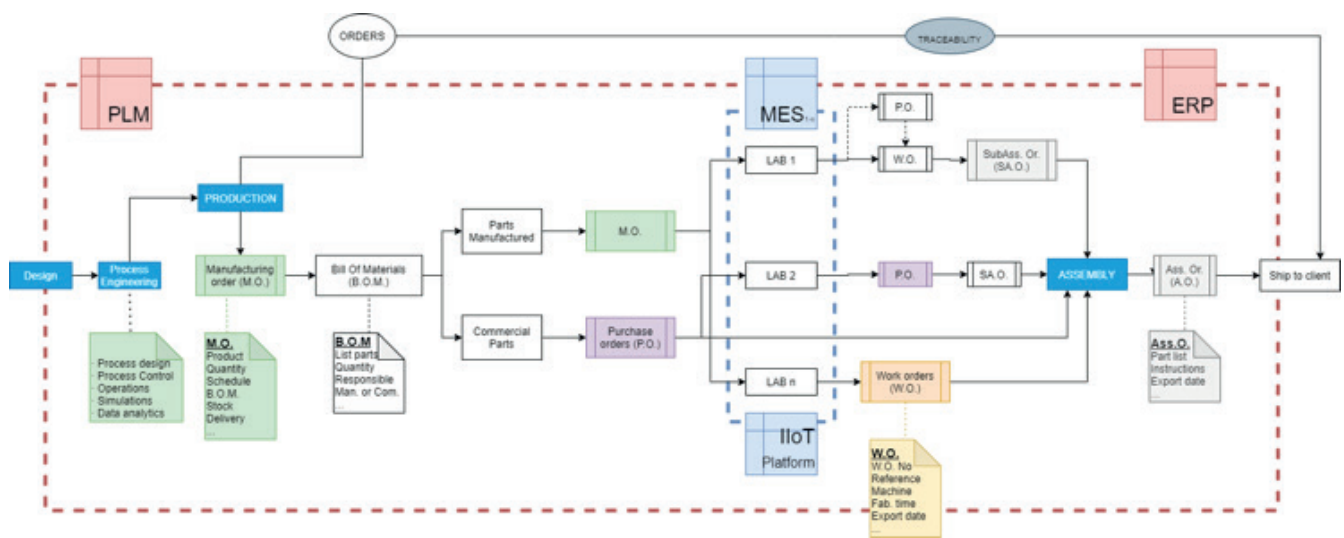 ORDERS
TRACEABILITY
PLM
MES
ERP
P.O.
LAB 1
W.O.
SubAss. Or.
(SA.O.)
PRODUCTION
Parts
Manufactured
M.O.
Design
Process
Engineering
Manufacturing
order (M.O.)
Bill Of Materials
(B.O.M.)
LAB 2
P.O.
SA.O.
ASSEMBLY
Ass. Or.
(A.O.)
Ship to client
Commercial
Parts
Purchase
orders (P.O.)
LAB n
Work orders
(W.O.)
- Process design
- Process Control
- Operations
- Simulations
- Data analytics
M.O.
Product
Quantity
Schedule
B.O.M.
Stock
Delivery
...
B.O.M
List parts
Quantity
Responsible
Man. or Com.
...
Ass.O.
Part list
Instructions
Export date
...
IIoT
Platform
W.O.
W.O. No
Reference
Machine
Fab. time
Export date
...